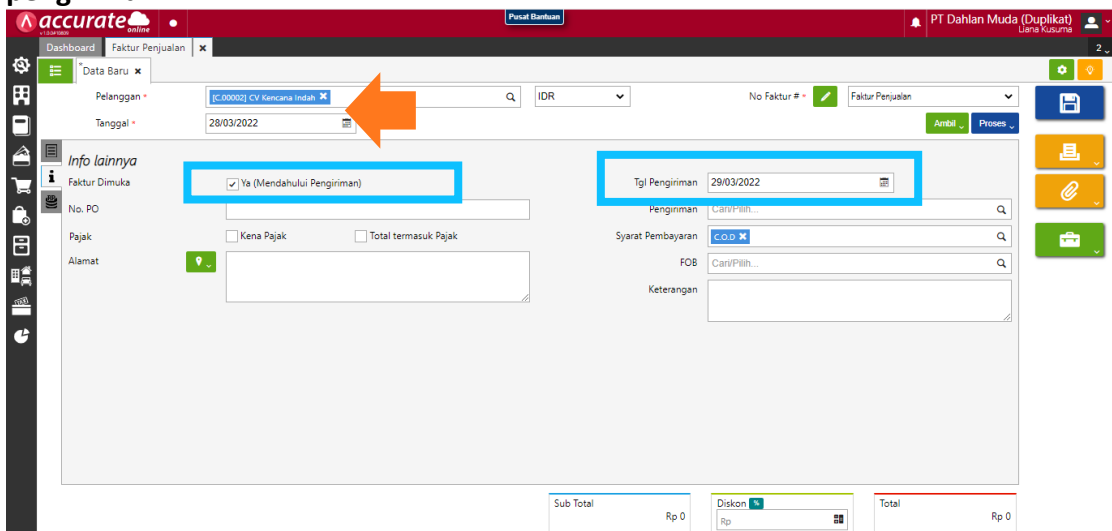 accurate
online
Pusat Bantuan
PT Dahlan Muda (Duplikat)
Liana Kusuma
Dashboard Faktur Penjualan
2
Data Baru
Pelanggan * [C.00002] CV Kencana Indah IDR No Faktur # * Faktur Penjualan
Tanggal * 28/03/2022 Ambil Proses
Info lainnya
Faktur Dimuka Ya (Mendahului Pengiriman) Tgl Pengiriman 29/03/2022
No. PO Pengiriman Cari/Pilih...
Pajak Kena Pajak Total termasuk Pajak Syarat Pembayaran C.O.D
Alamat FOB Cari/Pilih...
Keterangan
Sub Total Diskon % Total
Rp 0 Rp Rp 0